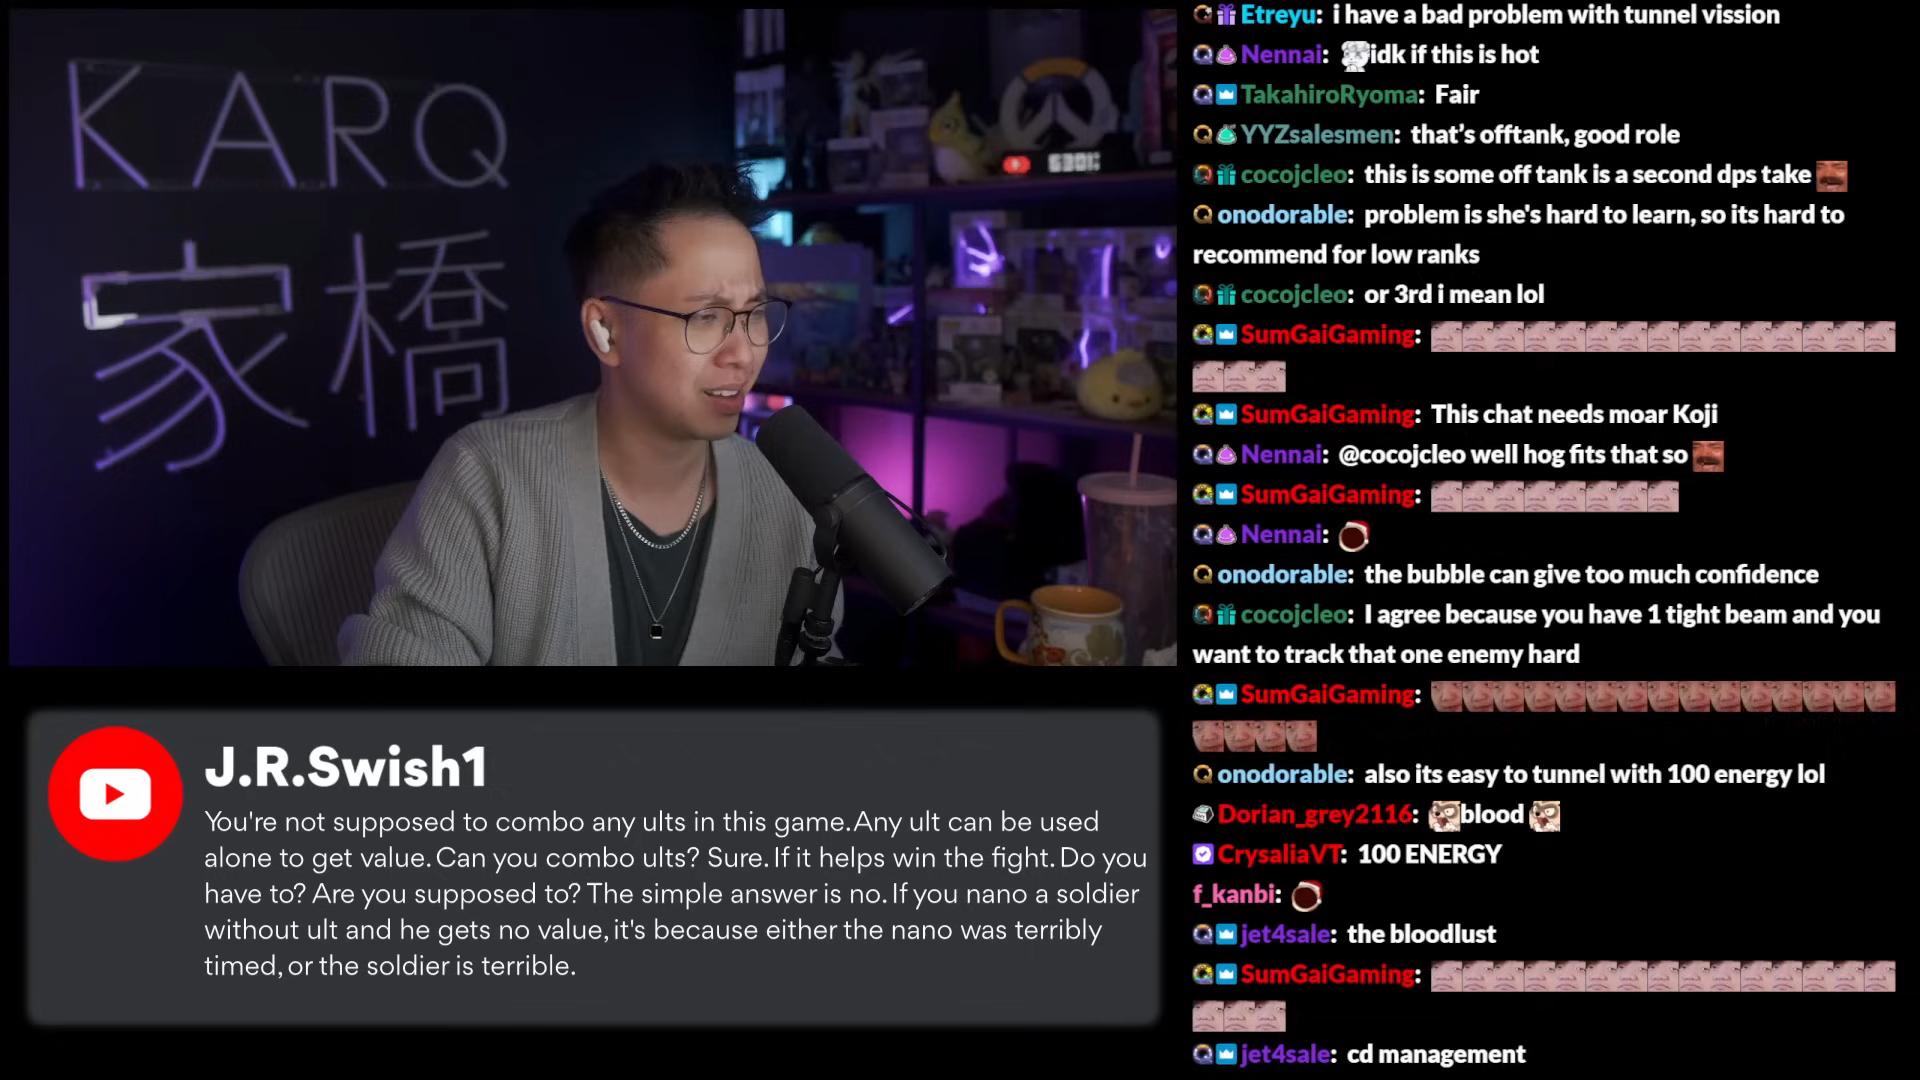 KARQ
家橋
J.R.Swish1
You're not supposed to combo any ults in this game.Any ult can be used
alone to get value. Can you combo ults? Sure. If it helps win the fight. Do you
have to? Are you supposed to? The simple answer is no. If you nano a soldier
without ult and he gets no value, it's because either the nano was terribly
timed, or the soldier is terrible.
Etreyu: i have a bad problem with tunnel vission
Nennai: idk if this is hot
TakahiroRyoma: Fair
YYZsalesmen: that’s offtank, good role
cocojcleo: this is some off tank is a second dps take
onodorable: problem is she's hard to learn, so its hard to
recommend for low ranks
cocojcleo: or 3rd i mean lol
SumGaiGaming:
SumGaiGaming: This chat needs moar Koji
Nennai: @cocojcleo well hog fits that so
SumGaiGaming:
Nennai:
onodorable: the bubble can give too much confidence
cocojcleo: I agree because you have 1 tight beam and you
want to track that one enemy hard
SumGaiGaming:
onodorable: also its easy to tunnel with 100 energy lol
Dorian_grey2116: blood
CrysaliaVT: 100 ENERGY
f_kanbi:
jet4sale: the bloodlust
SumGaiGaming:
jet4sale: cd management